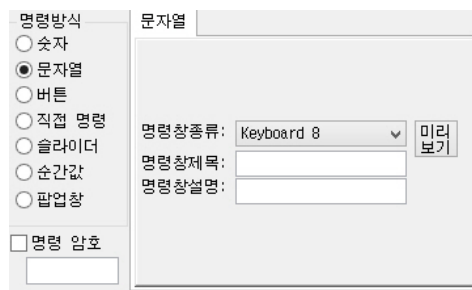 명령방식
숫자
문자열
버튼
직접 명령
슬라이더
순간값
팝업창
명령 암호
문자열
명령창종류: Keyboard 8
미리
보기
명령창제목:
명령창설명: